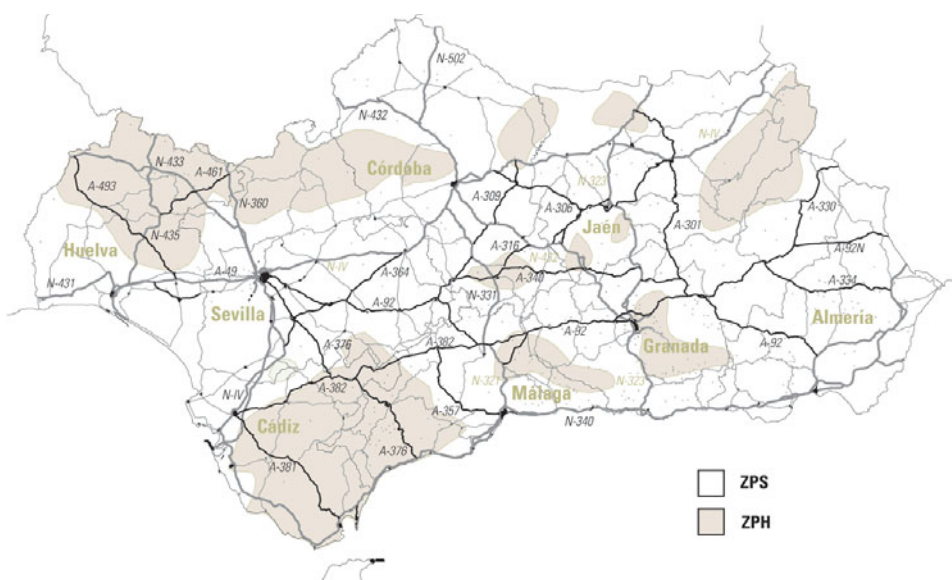 N-502
N-432
N-IV
N-433
A-461
Córdoba
A-493
N-360
N-323
A-309
A-306
A-330
N-435
Jaén
A-301
Huelva
A-316
A-92N
N-432
A-49
N-IV
A-364
A-340
A-334
N-431
N-331
Sevilla
A-92
Almería
A-92
Granada
A-92
A-376
A-382
N-321
N-323
A-382
Málaga
N-IV
A-357
Cádiz
N-340
A-376
A-381
ZPS
ZPH